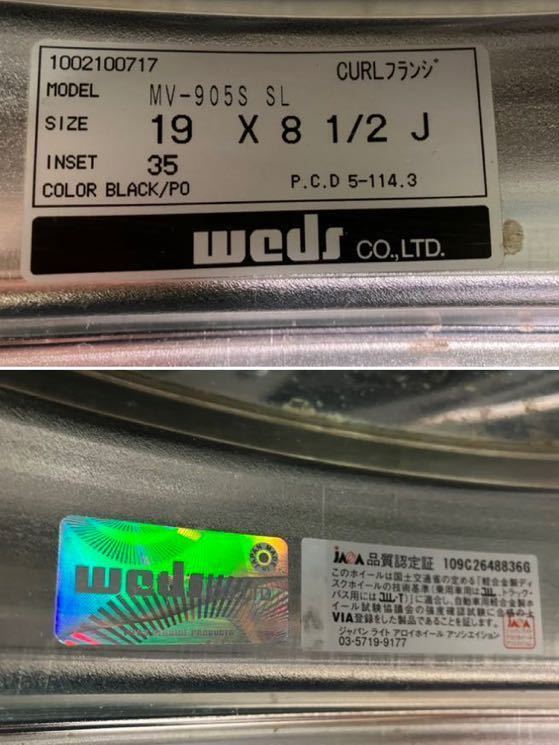 1002100717
CURLフランジ
MODEL MV-905S SL
SIZE 19 X 8 1/2 J
INSET 35
COLOR BLACK/PO P.C.D 5-114.3
weds CO.,LTD.
weds
JAWA 品質認定証 109C2648836G
このホイールは国土交通省の定める「軽合金製ディ
スクホイールの技術基準(乗用車用はJWL、トラック・
バス用にはJWL-T)」に適合し、自動車用軽合金製ホ
イール試験協議会の強度確認試験に合格の上
VIA登録をした製品であることを証します。
ジャパン ライト アロイホイール アソシエイション
03-5719-9177
JAWA